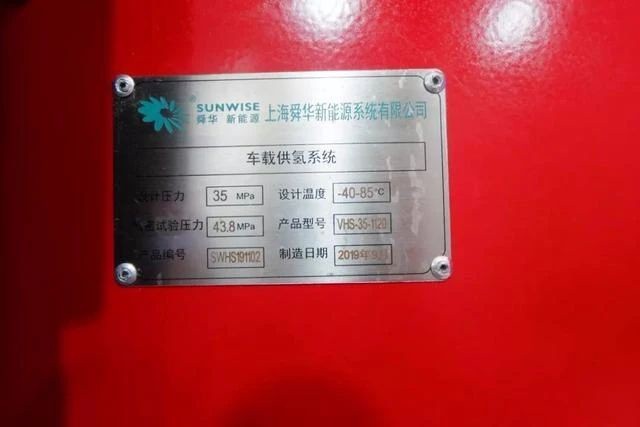 SUNWISE 上海舜华新能源系统有限公司
舜华 新能源
车载供氢系统
设计压力 35 MPa 设计温度 -40-85℃
试验压力 43.8MPa 产品型号 VHS-35-1120
产品编号 SWHS191102 制造日期 2019年9月